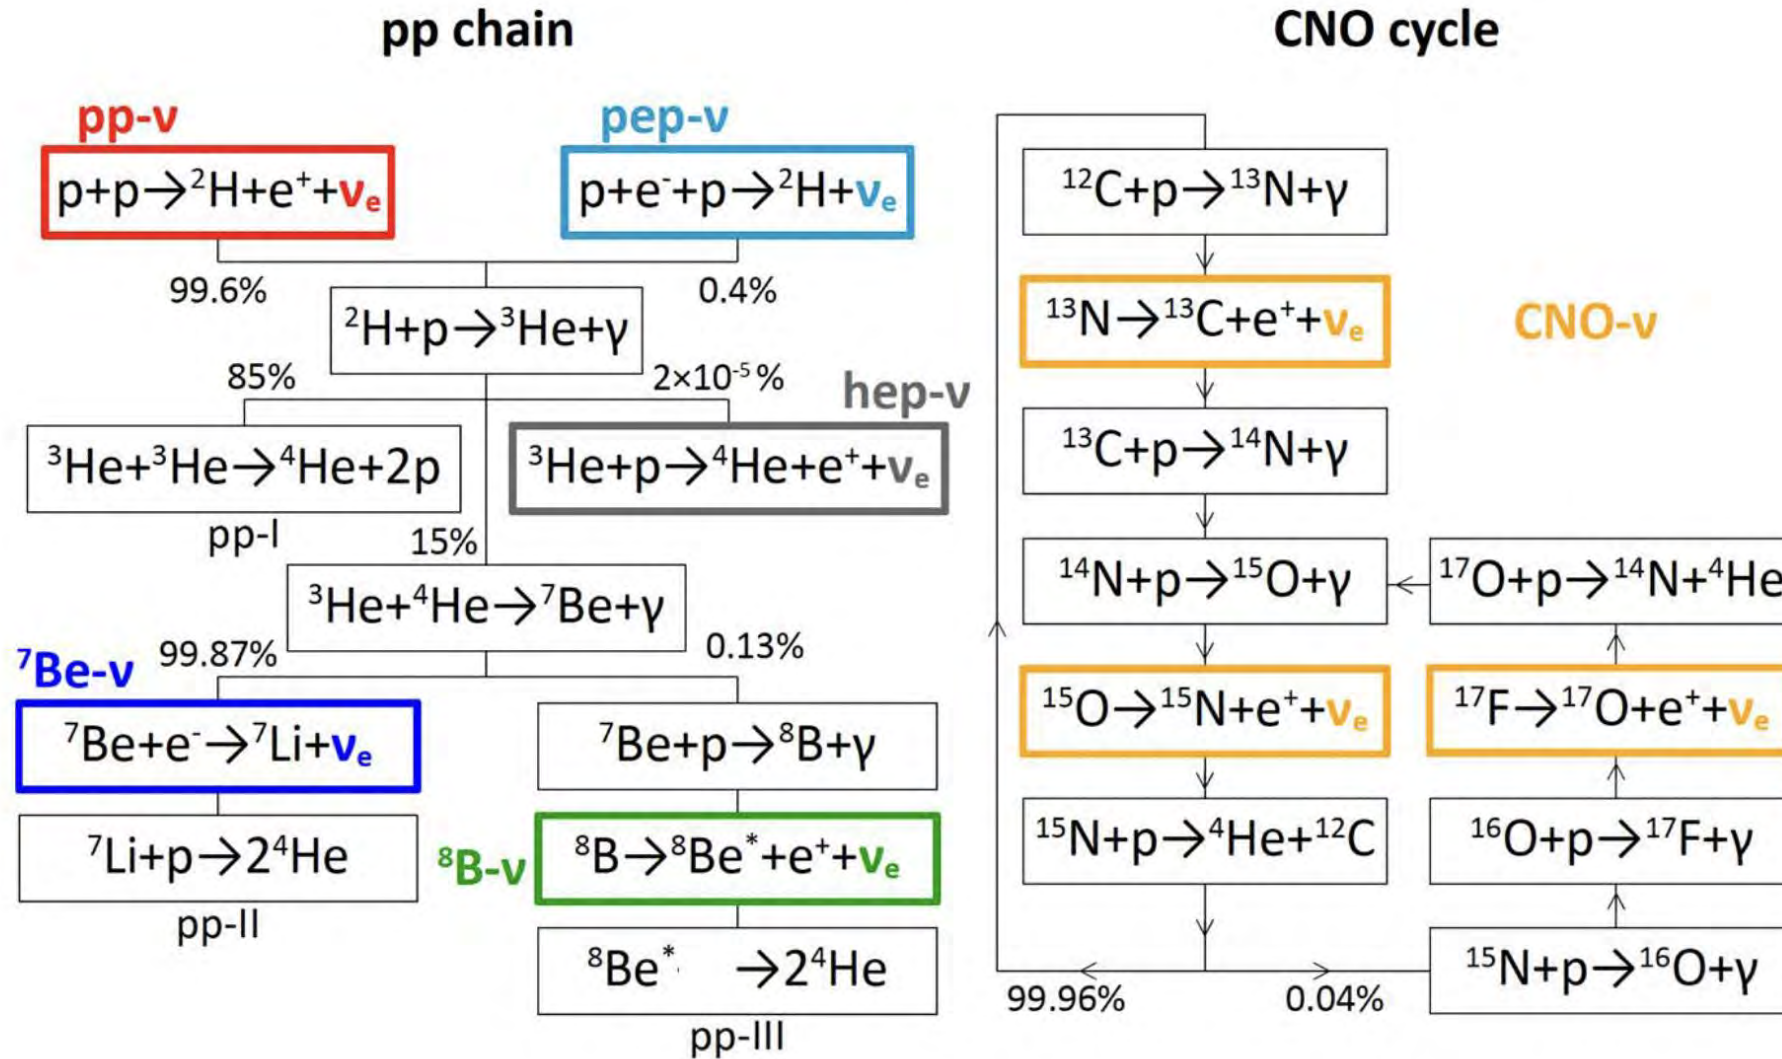 pp chain
pp-ν
pep-ν
p+p→²H+e⁺+νₑ
p+e⁻+p→²H+νₑ
99.6%
0.4%
²H+p→³He+γ
85%
2×10⁻⁵%
hep-ν
³He+³He→⁴He+2p
³He+p→⁴He+e⁺+νₑ
pp-I
15%
³He+⁴He→⁷Be+γ
⁷Be-ν
99.87%
0.13%
⁷Be+e⁻→⁷Li+νₑ
⁷Be+p→⁸B+γ
⁷Li+p→2⁴He
⁸B-ν
⁸B→⁸Be*+e⁺+νₑ
pp-II
⁸Be* →2⁴He
pp-III
CNO cycle
¹²C+p→¹³N+γ
¹³N→¹³C+e⁺+νₑ
CNO-ν
¹³C+p→¹⁴N+γ
¹⁴N+p→¹⁵O+γ
¹⁷O+p→¹⁴N+⁴He
¹⁵O→¹⁵N+e⁺+νₑ
¹⁷F→¹⁷O+e⁺+νₑ
¹⁵N+p→⁴He+¹²C
¹⁶O+p→¹⁷F+γ
¹⁵N+p→¹⁶O+γ
99.96%
0.04%